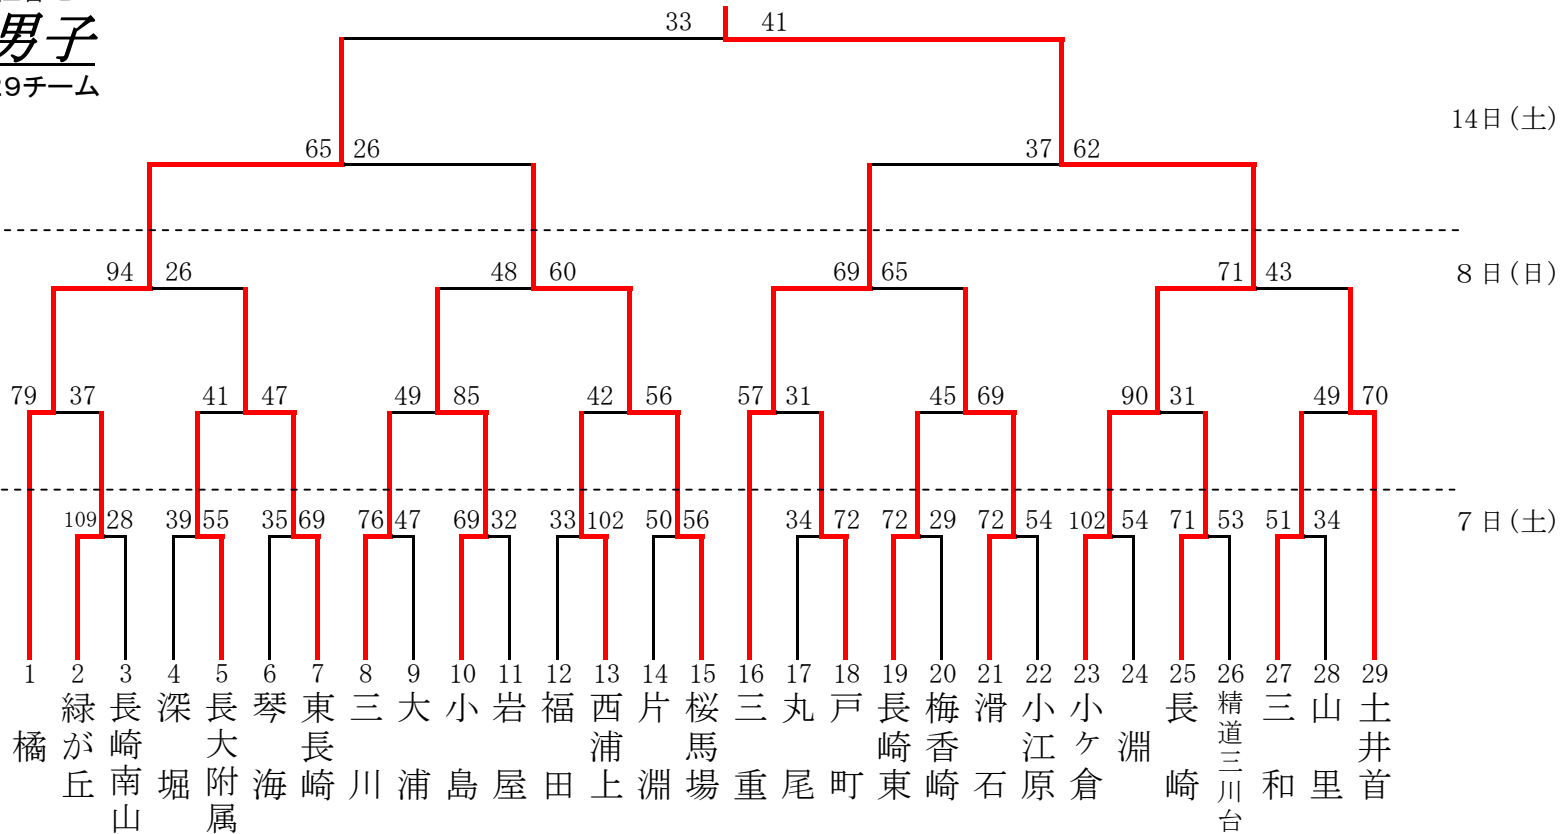 男子
29チーム
33 41
14日(土)
65 26 37 62
94 26 48 60 69 65 71 43
8日(日)
79 37 41 47 49 85 42 56 57 31 45 69 90 31 49 70
109 28 39 55 35 69 76 47 69 32 33 102 50 56 34 72 72 29 72 54 102 54 71 53 51 34
7日(土)
1 2 3 4 5 6 7 8 9 10 11 12 13 14 15 16 17 18 19 20 21 22 23 24 25 26 27 28 29
橘
緑が丘
長崎南山
深堀
長大附属
琴海
東長崎
三川
大浦
小島
岩屋
福田
西浦上
片淵
桜馬場
三重
丸尾
戸町
長崎東
梅香崎
滑石
小江原
小ケ倉
淵
長崎
精道三川台
三和
山里
土井首